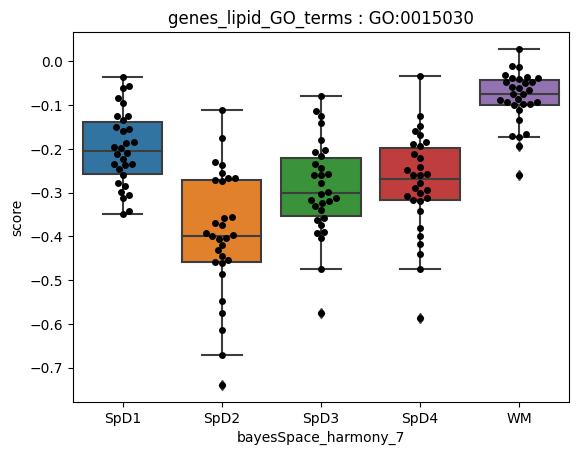 genes_lipid_GO_terms : GO:0015030
score
0.0
−0.1
−0.2
−0.3
−0.4
−0.5
−0.6
−0.7
SpD1 SpD2 SpD3 SpD4 WM
bayesSpace_harmony_7